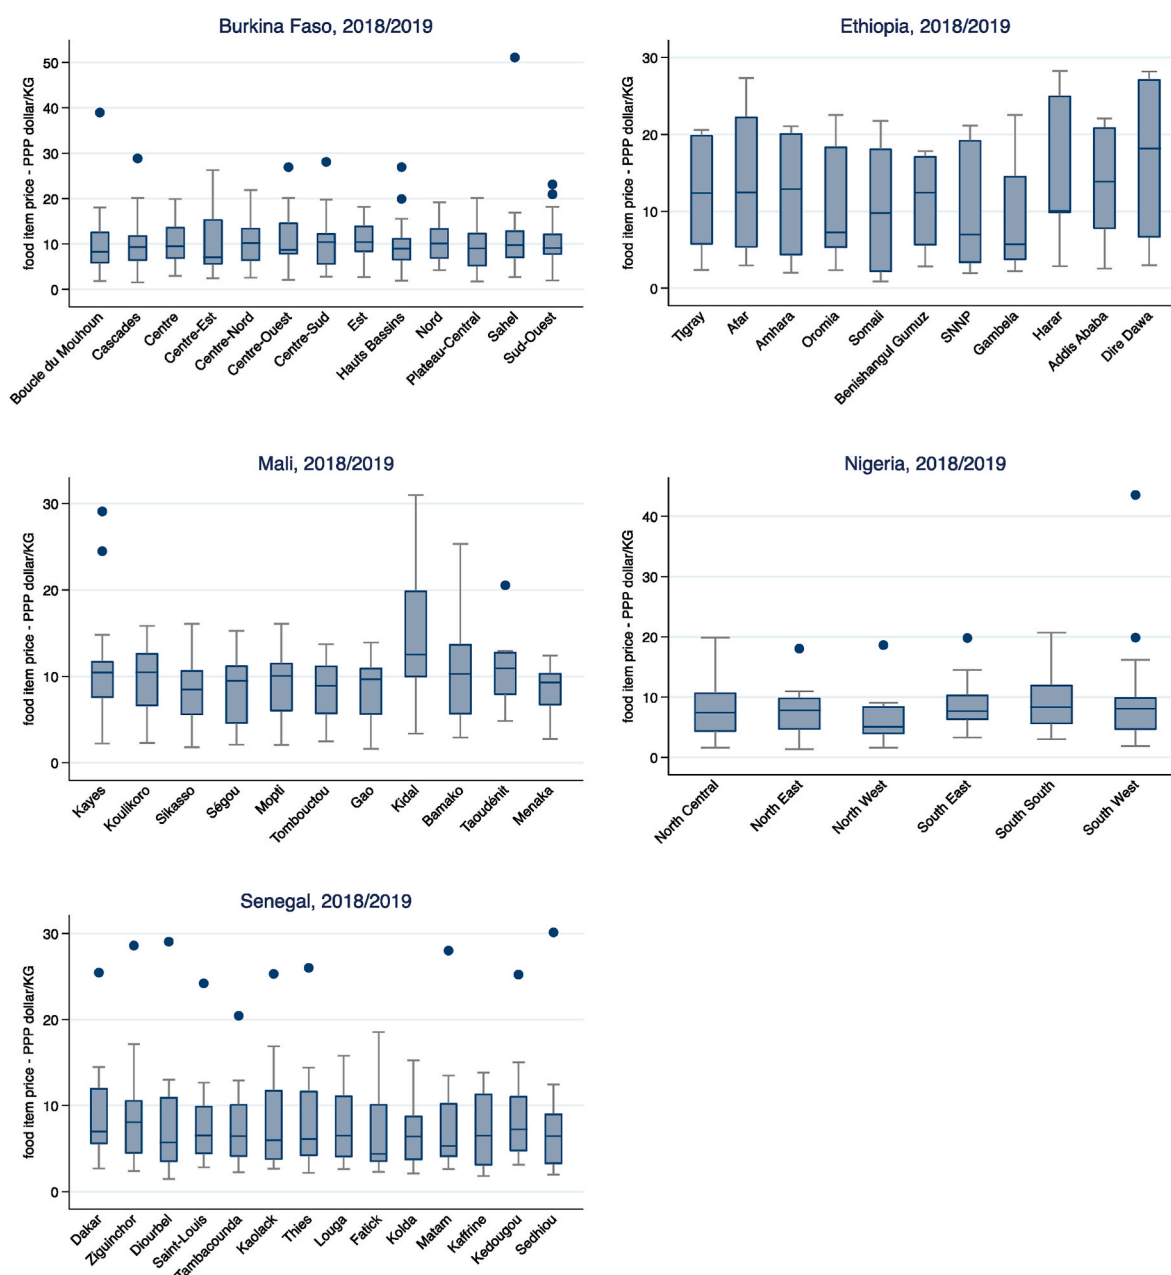 Burkina Faso, 2018/2019
food item price - PPP dollar/KG
50
40
30
20
10
0
Boucle du Mouhoun
Cascades
Centre
Centre-Est
Centre-Nord
Centre-Ouest
Centre-Sud
Est
Hauts Bassins
Nord
Plateau-Central
Sahel
Sud-Ouest
Ethiopia, 2018/2019
food item price - PPP dollar/KG
30
20
10
0
Tigray
Afar
Amhara
Oromia
Somali
Benishangul Gumuz
SNNP
Gambela
Harar
Addis Ababa
Dire Dawa
Mali, 2018/2019
food item price - PPP dollar/KG
30
20
10
0
Kayes
Koulikoro
Sikasso
Ségou
Mopti
Tombouctou
Gao
Kidal
Bamako
Taoudénit
Menaka
Nigeria, 2018/2019
food item price - PPP dollar/KG
40
30
20
10
0
North Central
North East
North West
South East
South South
South West
Senegal, 2018/2019
food item price - PPP dollar/KG
30
20
10
0
Dakar
Ziguinchor
Diourbel
Saint-Louis
Tambacounda
Kaolack
Thies
Louga
Fatick
Kolda
Matam
Kaffrine
Kedougou
Sedhiou